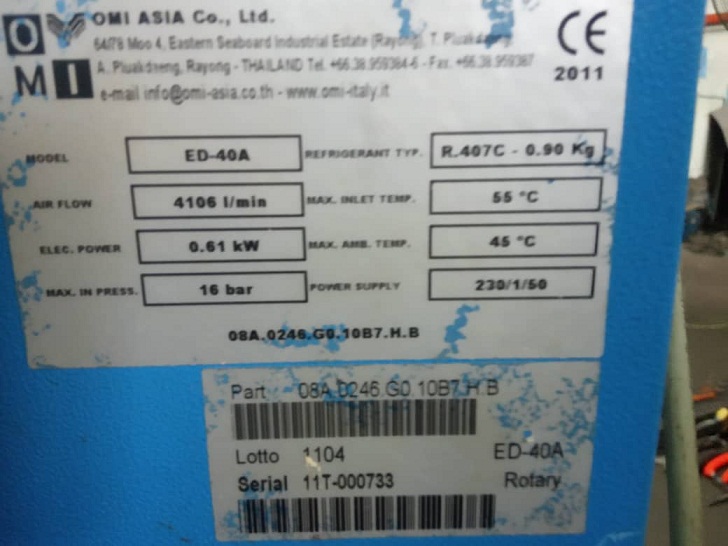 OMI
OMI ASIA Co., Ltd.
64/78 Moo 4, Eastern Seaboard Industrial Estate (Rayong), T. Pluakdaeng,
A. Pluakdaeng, Rayong - THAILAND Tel. +66.38.959384-6 - Fax. +66.38.959387
e-mail info@omi-asia.co.th - www.omi-italy.it
CE
2011
MODEL ED-40A REFRIGERANT TYP. R.407C - 0.90 Kg
AIR FLOW 4106 l/min MAX. INLET TEMP. 55 °C
ELEC. POWER 0.61 kW MAX. AMB. TEMP. 45 °C
MAX. IN PRESS. 16 bar POWER SUPPLY 230/1/50
08A.0246.G0.10B7.H.B
Part 08A.0246.G0.10B7.H.B
Lotto 1104 ED-40A
Serial 11T-000733 Rotary